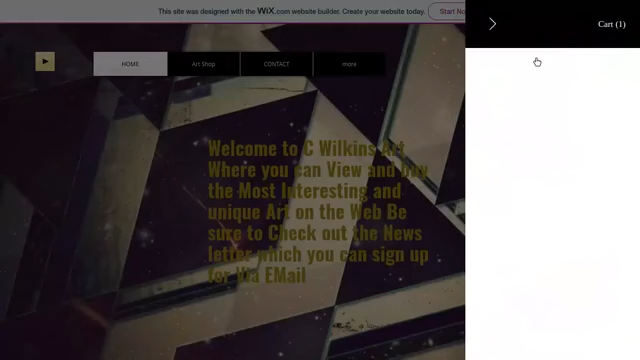 This site was designed with the WiX.com website builder. Create your website today. Start No
Cart (1)
HOME Art Shop CONTACT more
Welcome to C Wilkins Art
Where you can View and buy
the Most Interesting and
unique Art on the Web Be
sure to Check out the News
letter which you can sign up
for Via EMail